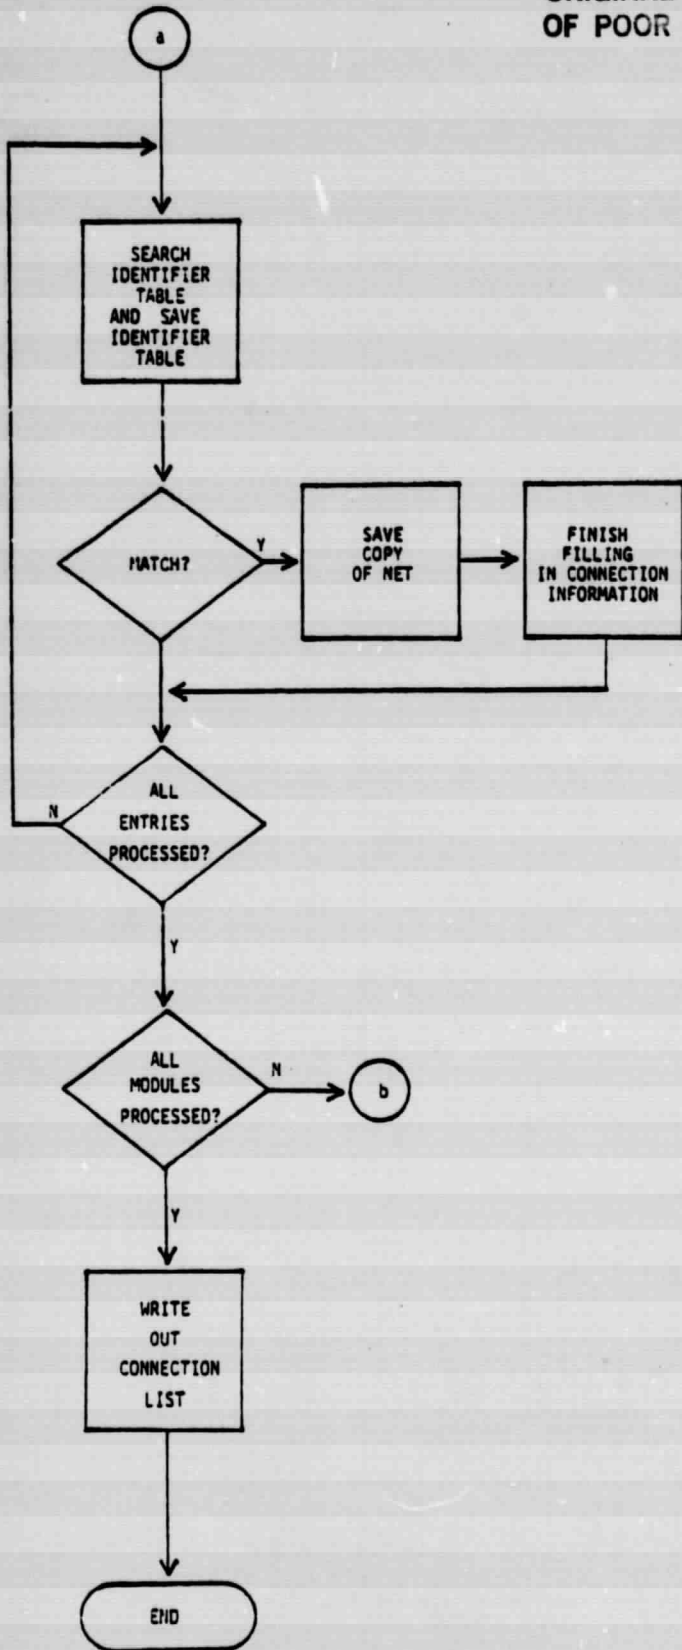 OF POOR
a
SEARCH
IDENTIFIER
TABLE
AND SAVE
IDENTIFIER
TABLE
MATCH?
Y
SAVE
COPY
OF NET
FINISH
FILLING
IN CONNECTION
INFORMATION
ALL
ENTRIES
PROCESSED?
N
Y
ALL
MODULES
PROCESSED?
N
b
Y
WRITE
OUT
CONNECTION
LIST
END